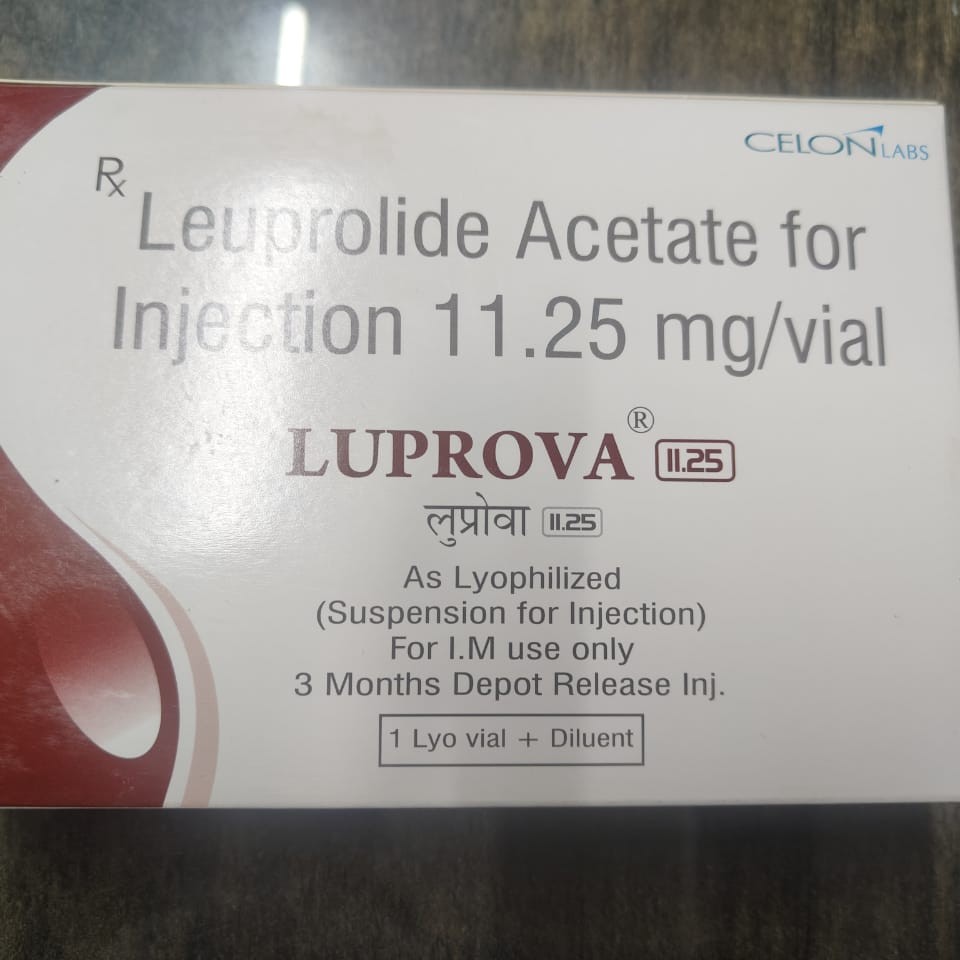 CELON LABS
Rx Leuprolide Acetate for
Injection 11.25 mg/vial
LUPROVA® 11.25
लुप्रोवा 11.25
As Lyophilized
(Suspension for Injection)
For I.M use only
3 Months Depot Release Inj.
1 Lyo vial + Diluent